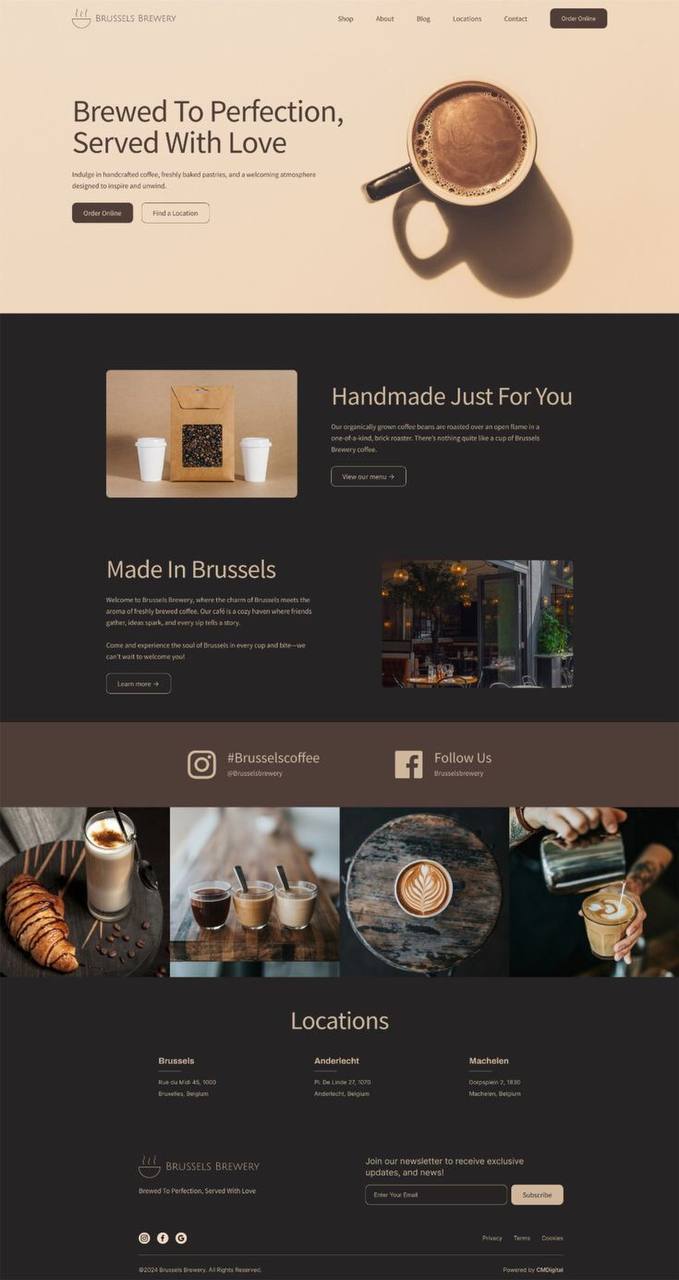 BRUSSELS BREWERY
Shop
About
Blog
Locations
Contact
Order Online
Brewed To Perfection,
Served With Love
Indulge in handcrafted coffee, freshly baked pastries, and a welcoming atmosphere
designed to inspire and unwind.
Order Online
Find a Location
Handmade Just For You
Our organically grown coffee beans are roasted over an open flame in a
one-of-a-kind, brick roaster. There's nothing quite like a cup of Brussels
Brewery coffee.
View our menu →
Made In Brussels
Welcome to Brussels Brewery, where the charm of Brussels meets the
aroma of freshly brewed coffee. Our café is a cozy haven where friends
gather, ideas spark, and every sip tells a story.
Come and experience the soul of Brussels in every cup and bite—we
can't wait to welcome you!
Learn more →
#Brusselscoffee
@Brusselsbrewery
Follow Us
Brusselsbrewery
Locations
Brussels
Rue du Midi 45, 1000
Bruxelles, Belgium
Anderlecht
Pl. De Linde 27, 1070
Anderlecht, Belgium
Machelen
Dorpsplein 2, 1830
Machelen, Belgium
BRUSSELS BREWERY
Brewed To Perfection, Served With Love
Join our newsletter to receive exclusive
updates, and news!
Enter Your Email
Subscribe
Privacy
Terms
Cookies
©2024 Brussels Brewery. All Rights Reserved.
Powered by CMDigital